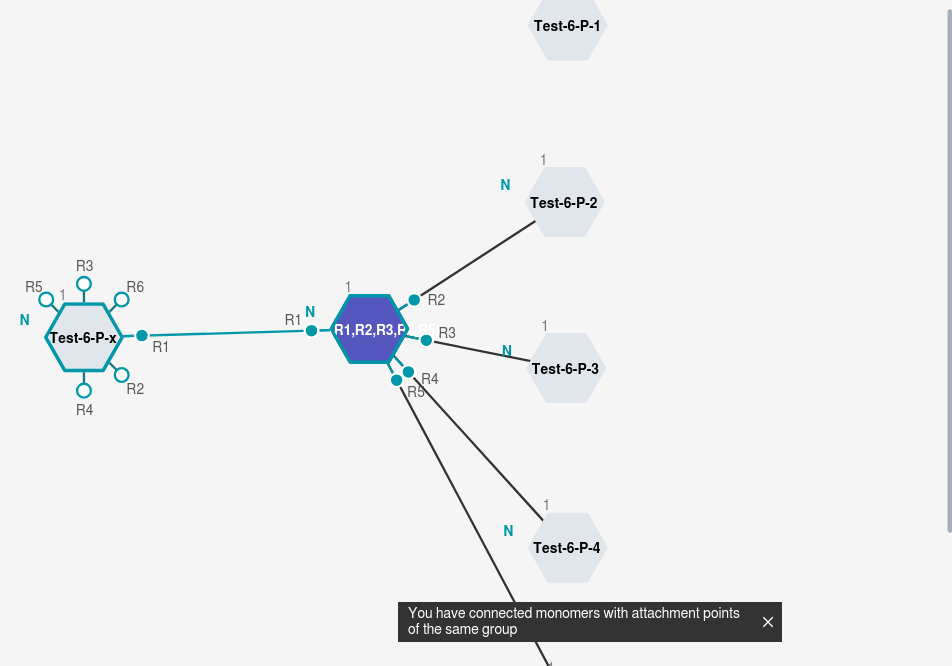 Test-6-P-1
1
N
Test-6-P-2
R3
R5
1
R6
N
Test-6-P-x
R1
R4
R2
1
N
R1
R1,R2,R3,
R2
R3
R4
R5
1
N
Test-6-P-3
1
N
Test-6-P-4
You have connected monomers with attachment points
of the same group